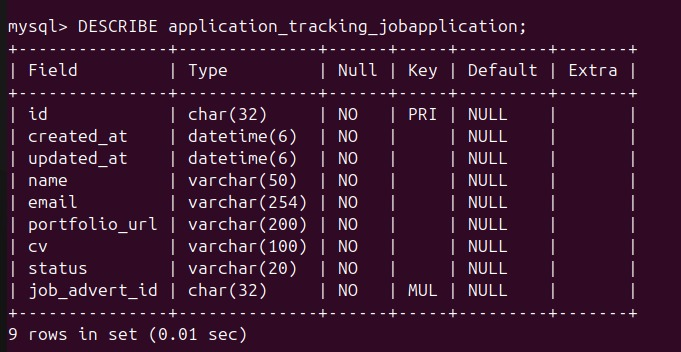 mysql> DESCRIBE application_tracking_jobapplication;
+---------------+--------------+------+-----+---------+-------+
| Field         | Type         | Null | Key | Default | Extra |
+---------------+--------------+------+-----+---------+-------+
| id            | char(32)     | NO   | PRI | NULL    |       |
| created_at    | datetime(6)  | NO   |     | NULL    |       |
| updated_at    | datetime(6)  | NO   |     | NULL    |       |
| name          | varchar(50)  | NO   |     | NULL    |       |
| email         | varchar(254) | NO   |     | NULL    |       |
| portfolio_url | varchar(200) | NO   |     | NULL    |       |
| cv            | varchar(100) | NO   |     | NULL    |       |
| status        | varchar(20)  | NO   |     | NULL    |       |
| job_advert_id | char(32)     | NO   | MUL | NULL    |       |
+---------------+--------------+------+-----+---------+-------+
9 rows in set (0.01 sec)